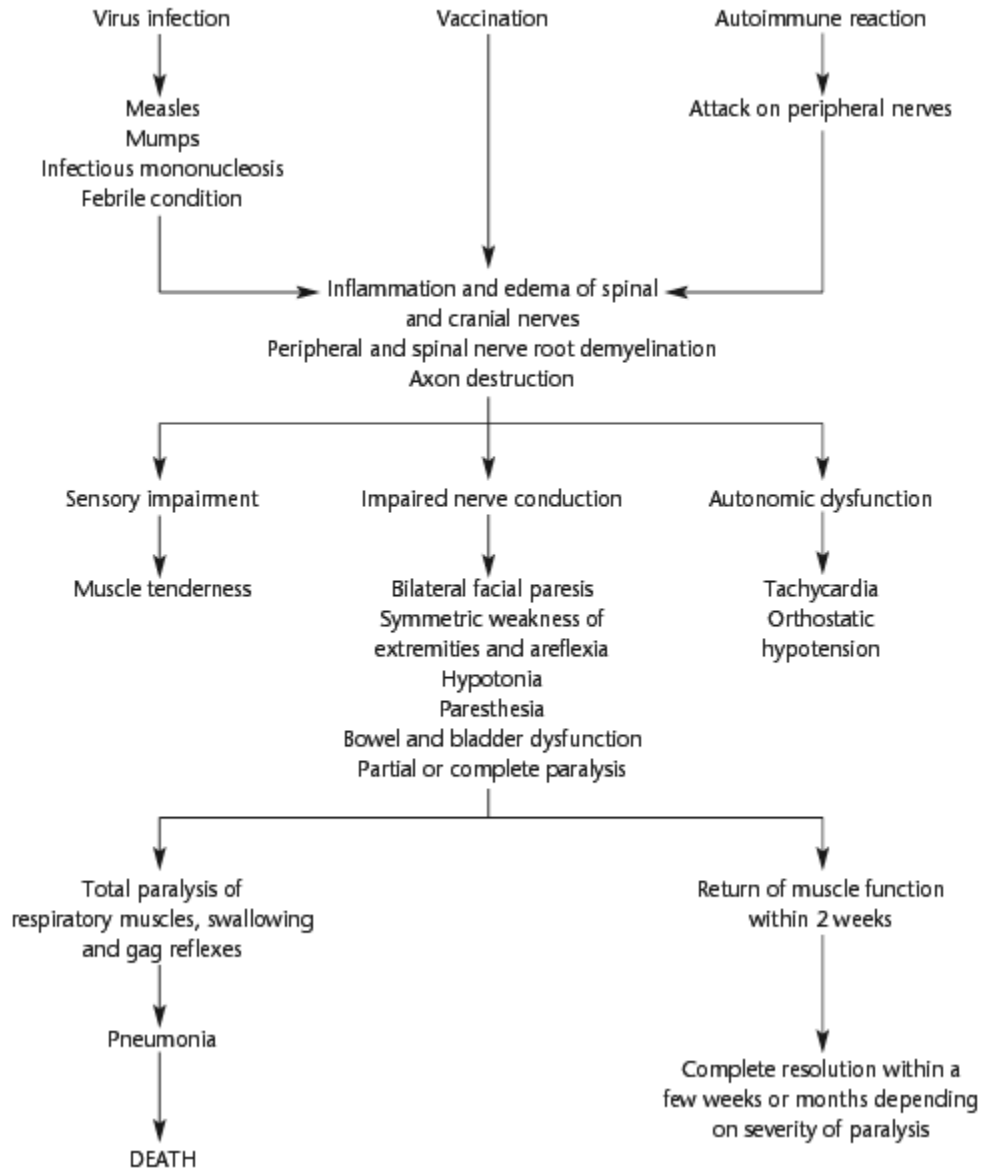 Virus infection
Vaccination
Autoimmune reaction
Measles
Mumps
Infectious mononucleosis
Febrile condition
Attack on peripheral nerves
Inflammation and edema of spinal
and cranial nerves
Peripheral and spinal nerve root demyelination
Axon destruction
Sensory impairment
Impaired nerve conduction
Autonomic dysfunction
Muscle tenderness
Bilateral facial paresis
Symmetric weakness of
extremities and areflexia
Hypotonia
Paresthesia
Bowel and bladder dysfunction
Partial or complete paralysis
Tachycardia
Orthostatic
hypotension
Total paralysis of
respiratory muscles, swallowing
and gag reflexes
Return of muscle function
within 2 weeks
Pneumonia
Complete resolution within a
few weeks or months depending
on severity of paralysis
DEATH